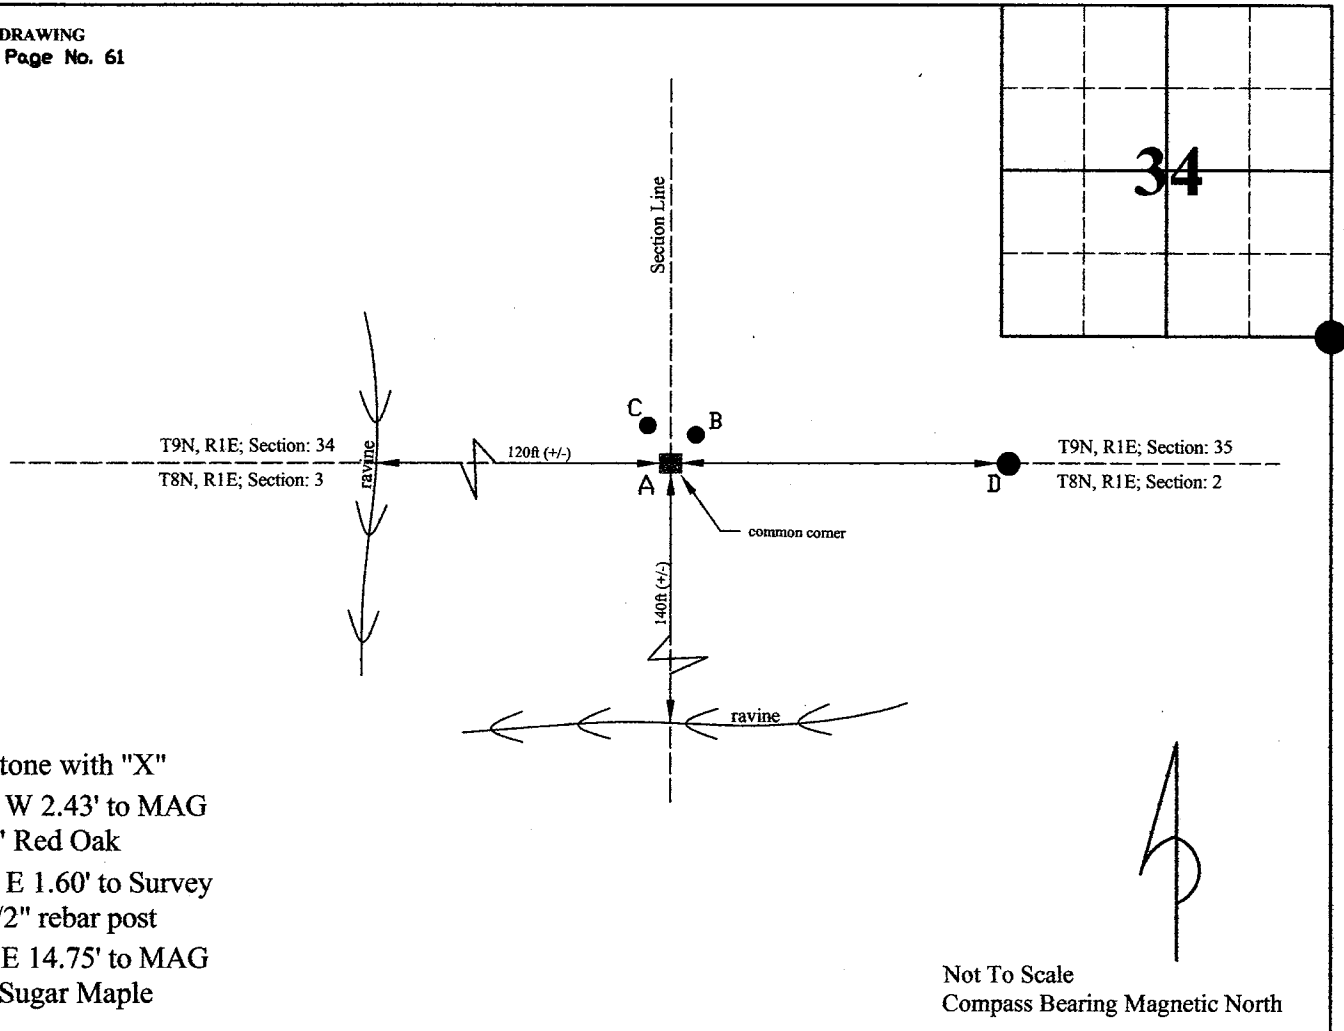 DRAWING
Page No. 61
34
Section Line
C
B
T9N, R1E; Section: 34
120ft (+/-)
T9N, R1E; Section: 35
ravine
T8N, R1E; Section: 3
A
D
T8N, R1E; Section: 2
common corner
140ft (+/-)
ravine
tone with "X"
W 2.43' to MAG
' Red Oak
E 1.60' to Survey
/2" rebar post
E 14.75' to MAG
Sugar Maple
Not To Scale
Compass Bearing Magnetic North